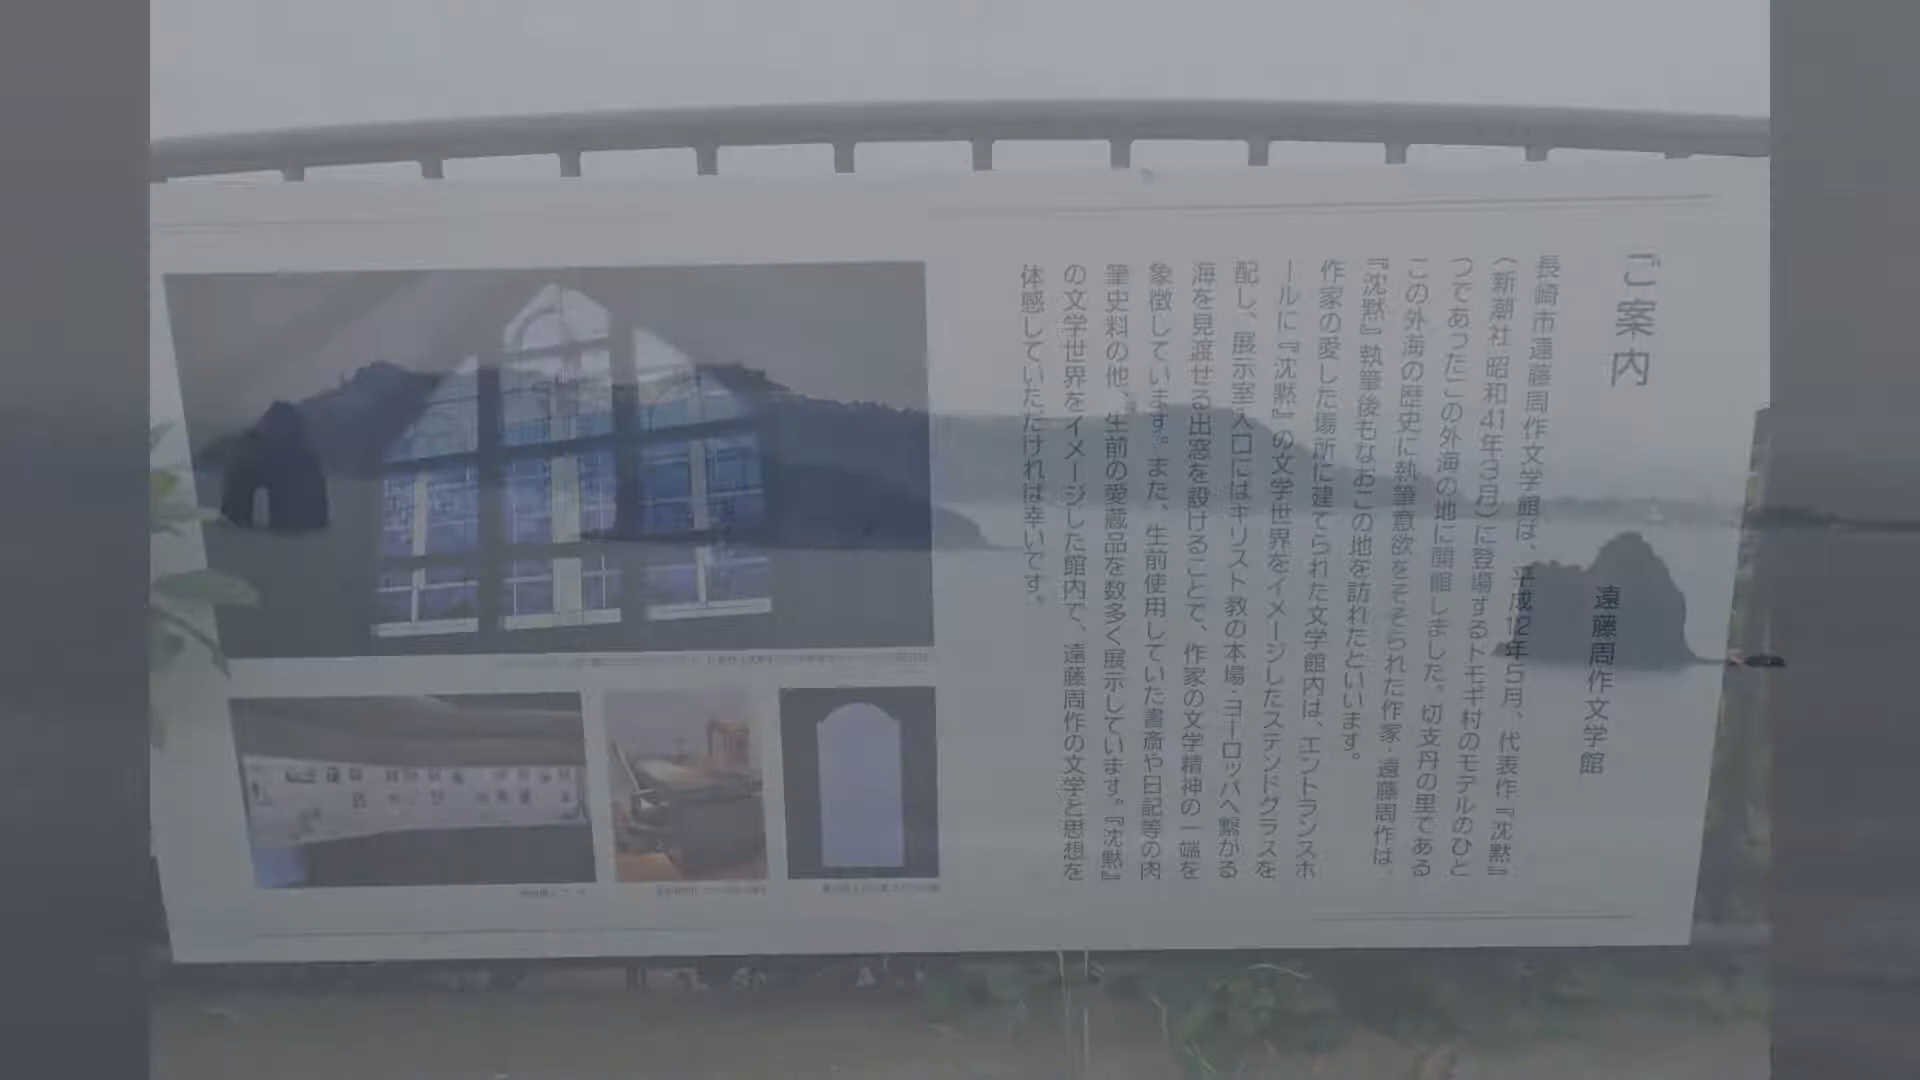 ご案内
遠藤周作文学館
長崎市遠藤周作文学館は、平成12年5月、代表作『沈黙』
(新潮社 昭和41年3月)に登場するトモギ村のモデルのひと
つであったこの外海の地に開館しました。切支丹の里である
この外海の歴史に執筆意欲をそそられた作家・遠藤周作は、
『沈黙』執筆後もなおこの地を訪れたといいます。
作家の愛した場所に建てられた文学館内は、エントランスホ
ールに『沈黙』の文学世界をイメージしたステンドグラスを
配し、展示室入口にはキリスト教の本場・ヨーロッパへ繋がる
海を見渡せる出窓を設けることで、作家の文学精神の一端を
象徴しています。また、生前使用していた書斎や日記等の肉
筆史料の他、生前の愛蔵品を数多く展示しています。『沈黙』
の文学世界をイメージした館内で、遠藤周作の文学と思想を
体感していただければ幸いです。